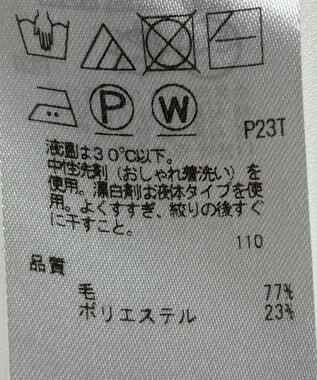 P W
P23T
液温は30℃以下。
中性洗剤（おしゃれ着洗い）を
使用。漂白剤は液体タイプを使
用。よくすすぎ、絞りの後すぐ
に干すこと。
110
品質
毛 77%
ポリエステル 23%